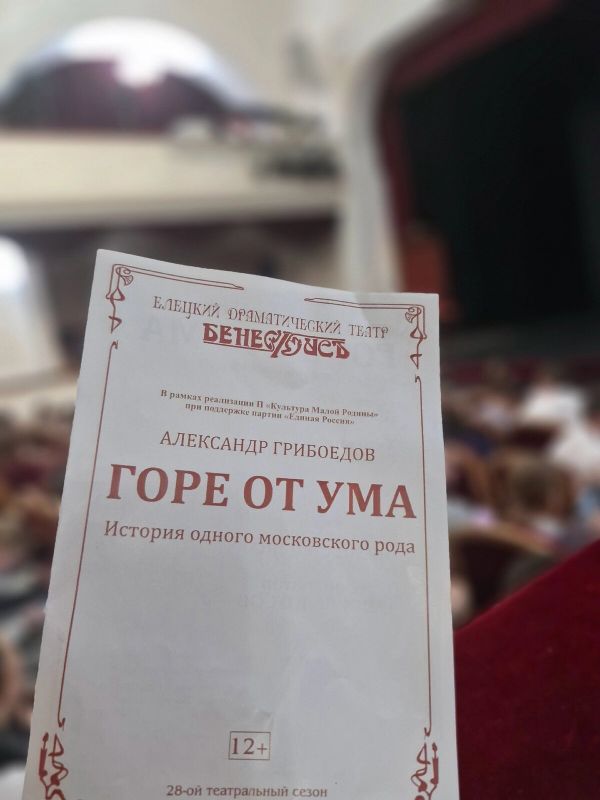 ЕЛЕЦКИЙ ДРАМАТИЧЕСКИЙ ТЕАТР
БЕНЕФИСЪ
В рамках реализации П «Культура Малой Родины»
при поддержке партии «Единая Россия»
АЛЕКСАНДР ГРИБОЕДОВ
ГОРЕ ОТ УМА
История одного московского рода
12+
28-ой театральный сезон